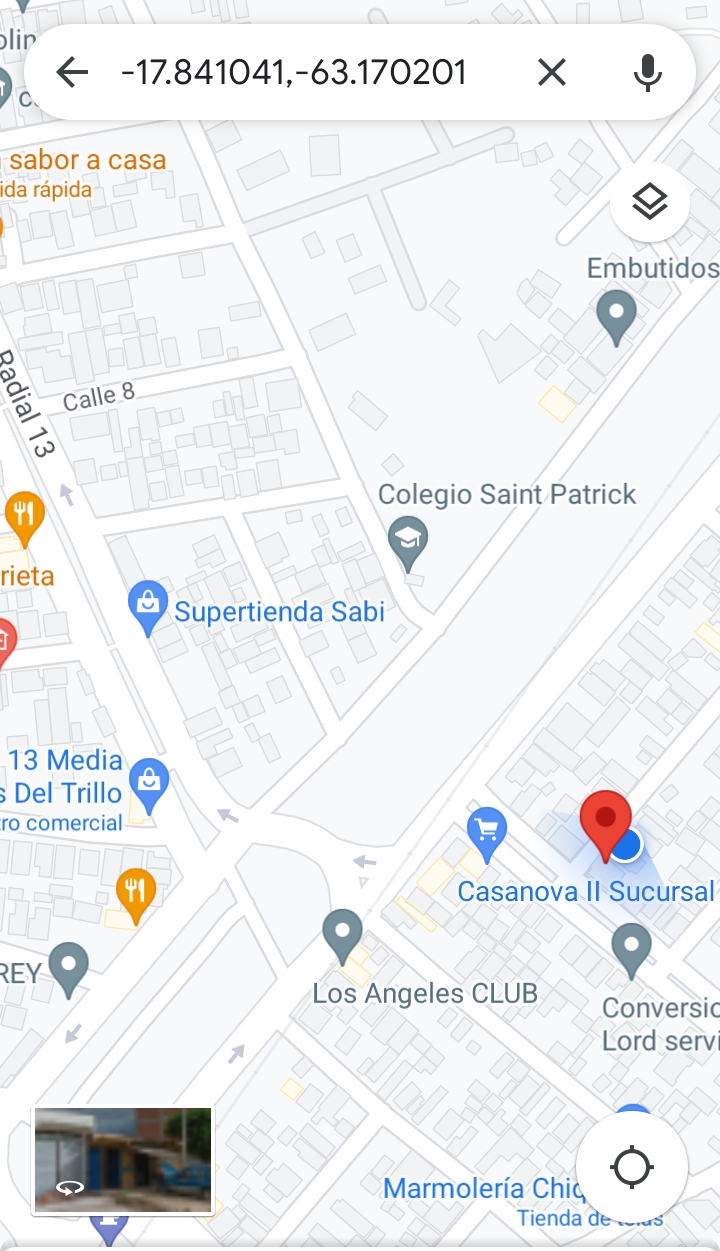 -17.841041,-63.170201
sabor a casa
ida rápida
Embutidos
Radial 13
Calle 8
Colegio Saint Patrick
rieta
Supertienda Sabi
13 Media
s Del Trillo
tro comercial
Casanova II Sucursal
REY
Los Angeles CLUB
Conversio
Lord servi
Marmolería Chiq
Tienda de telas